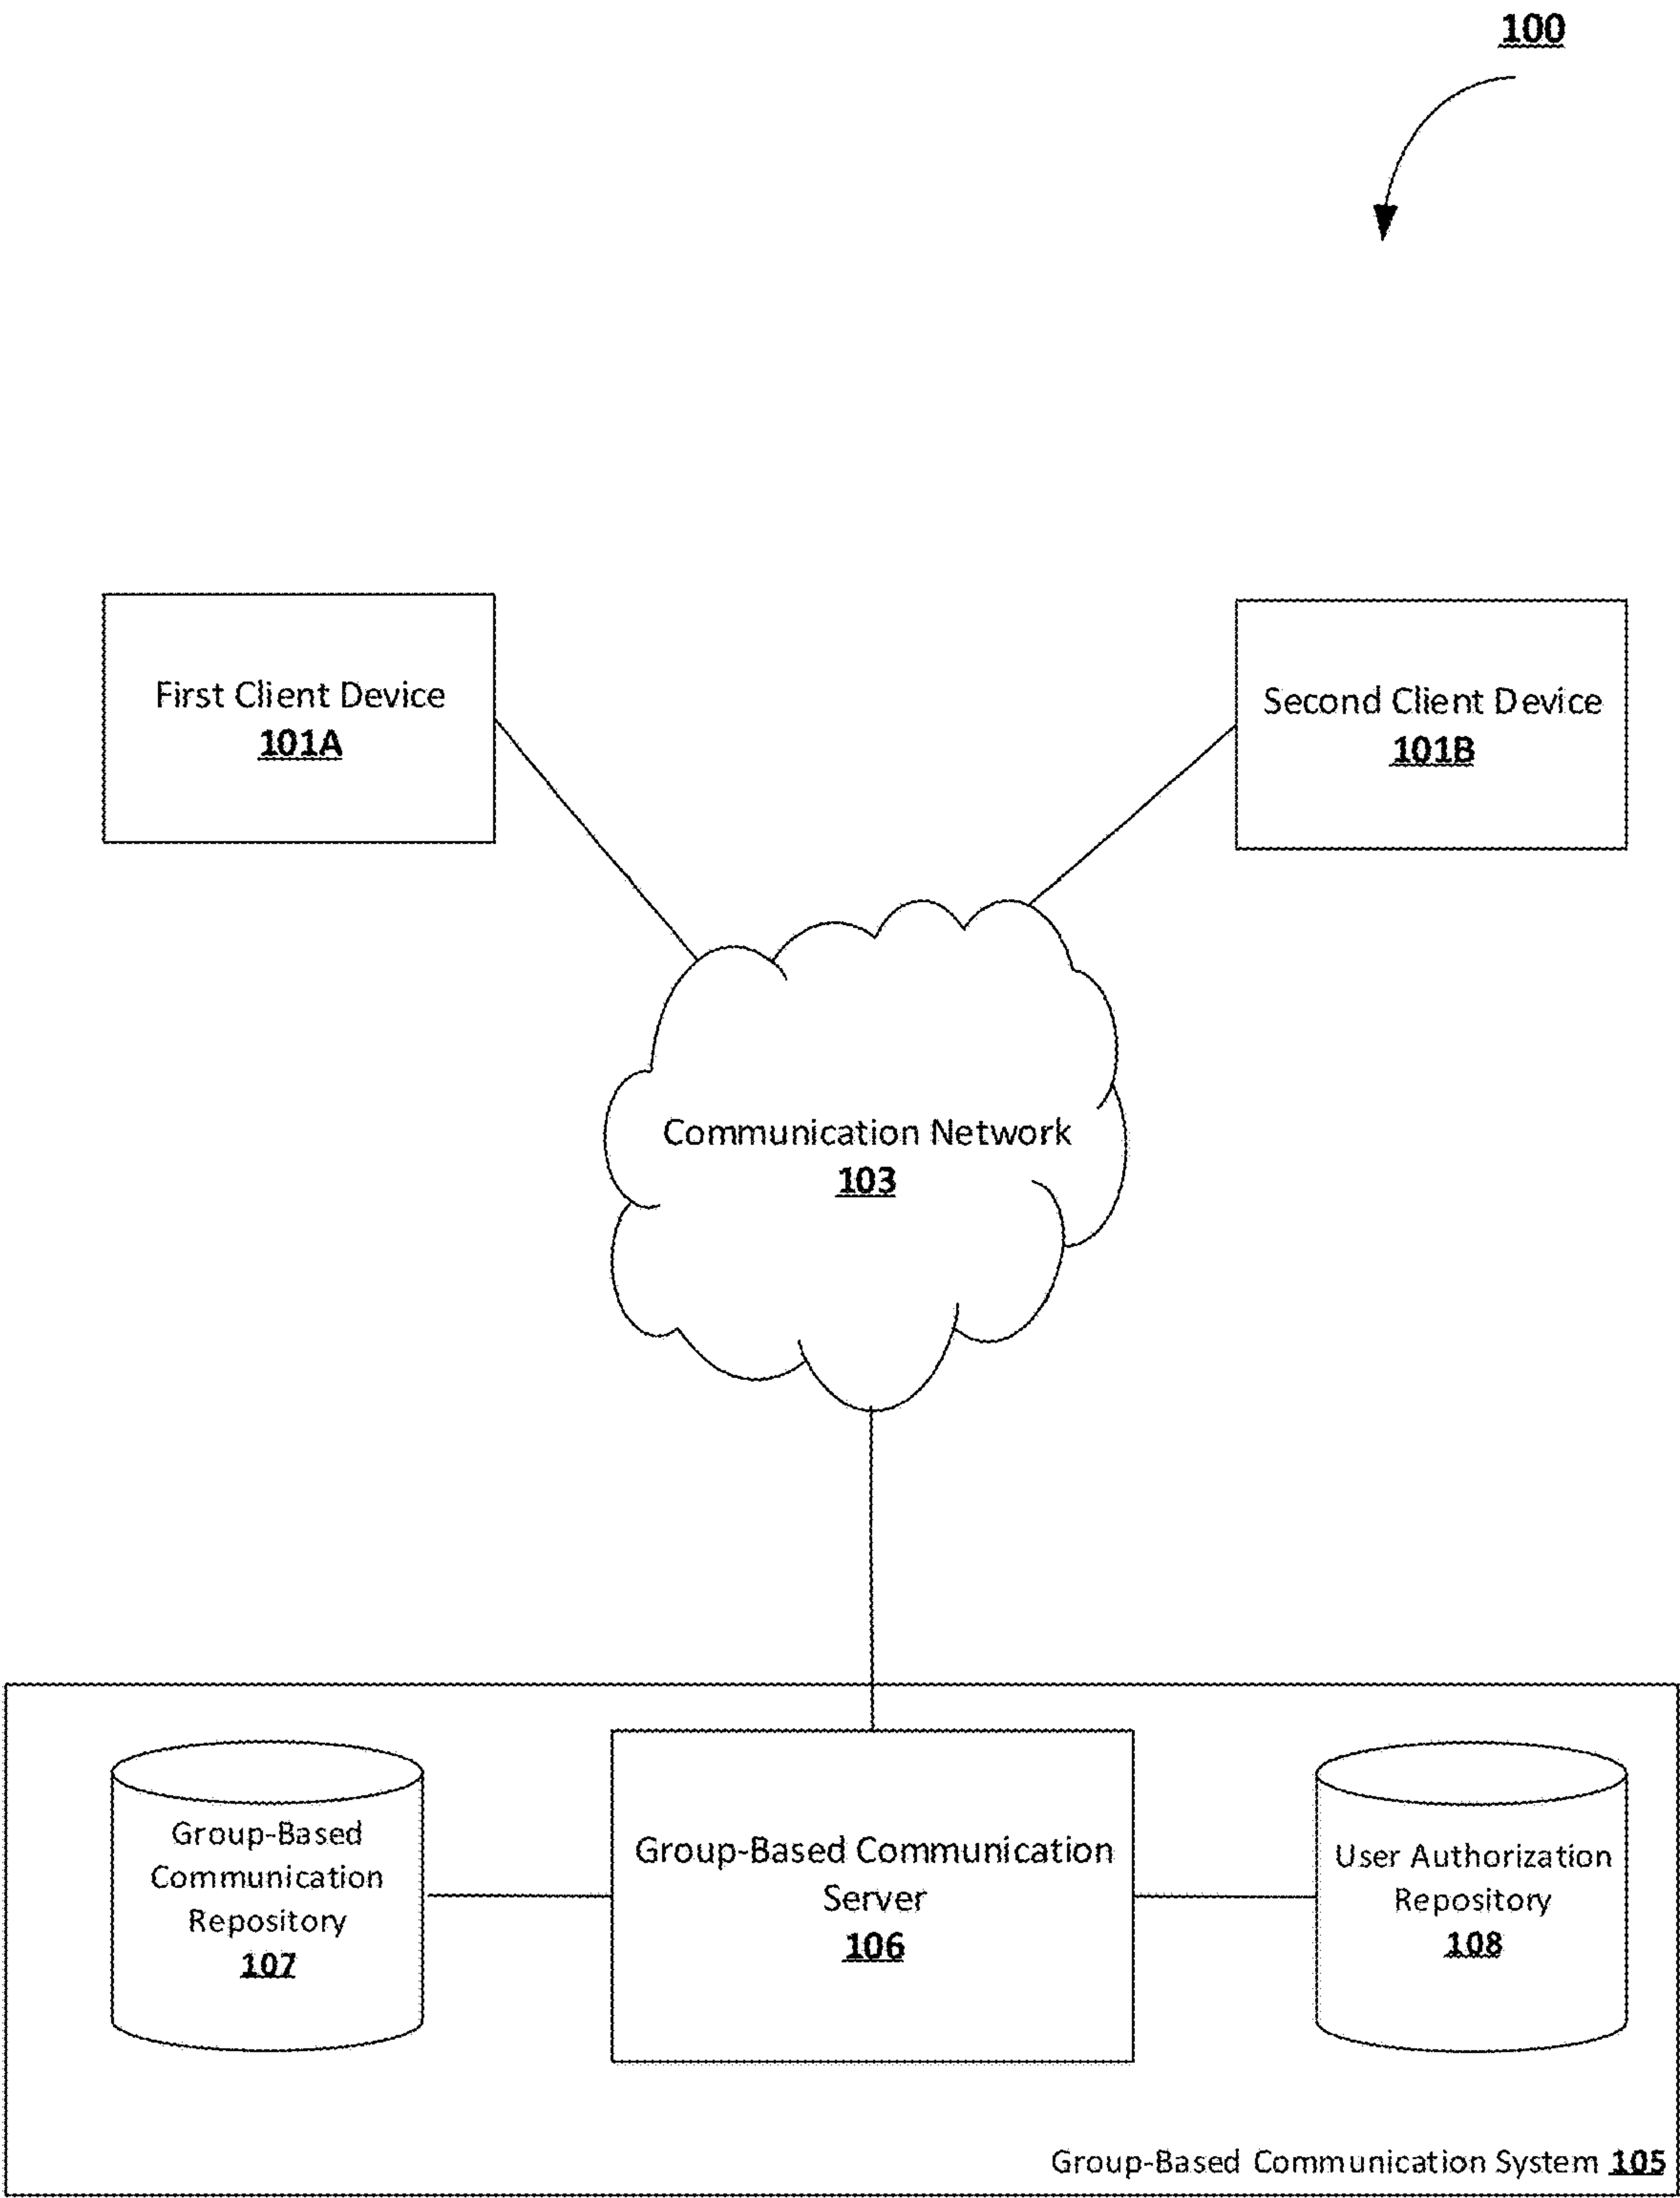 100
First Client Device
101A
Second Client Device
101B
Communication Network
103
Group-Based
Communication
Repository
107
Group-Based Communication
Server
106
User Authorization
Repository
108
Group-Based Communication System 105